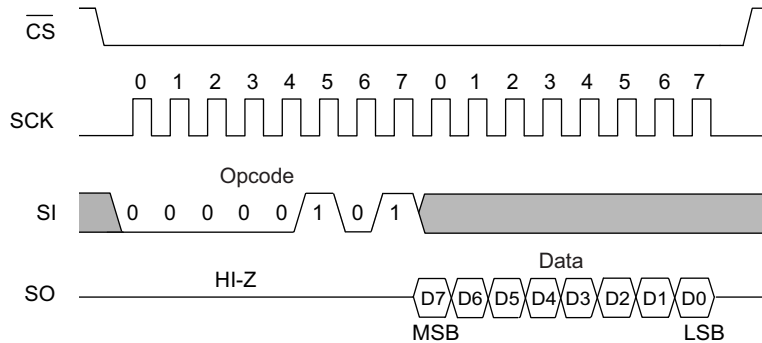 CS
0 1 2 3 4 5 6 7 0 1 2 3 4 5 6 7
SCK
Opcode
SI 0 0 0 0 0 1 0 1
Data
HI-Z
SO D7 D6 D5 D4 D3 D2 D1 D0
MSB LSB